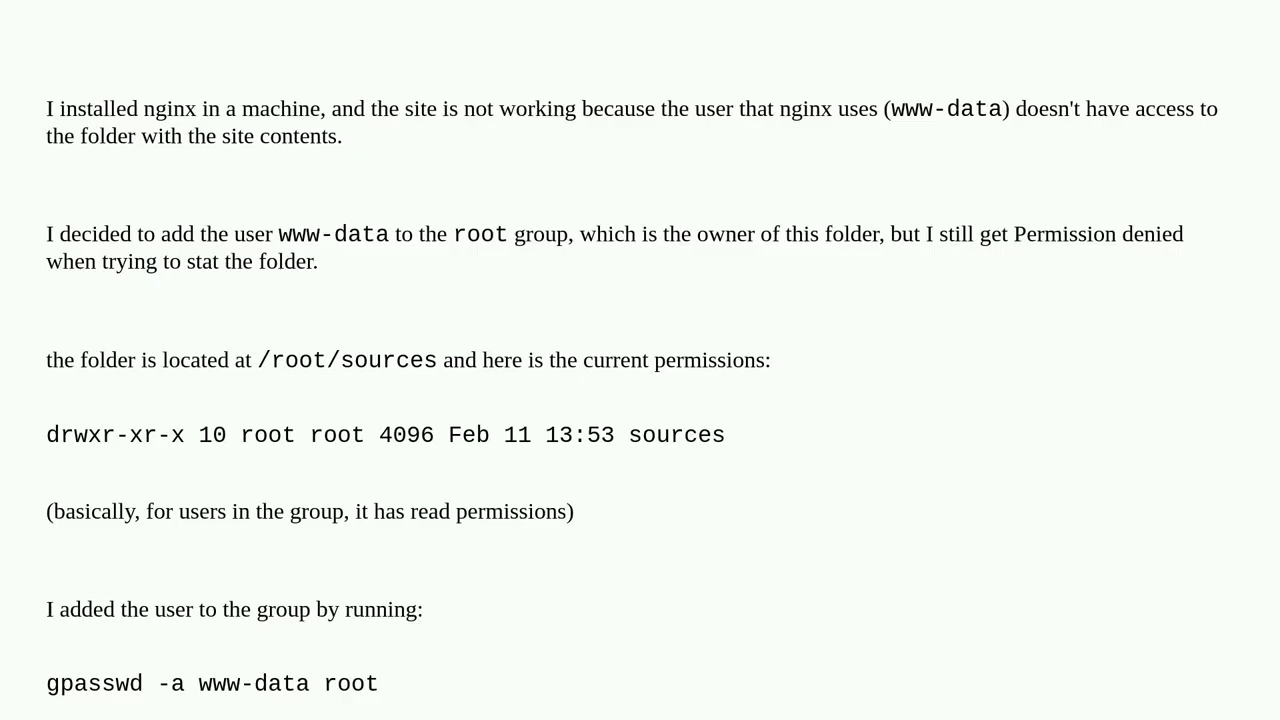 I installed nginx in a machine, and the site is not working because the user that nginx uses (www-data) doesn't have access to
the folder with the site contents.
I decided to add the user www-data to the root group, which is the owner of this folder, but I still get Permission denied
when trying to stat the folder.
the folder is located at /root/sources and here is the current permissions:
drwxr-xr-x 10 root root 4096 Feb 11 13:53 sources
(basically, for users in the group, it has read permissions)
I added the user to the group by running:
gpasswd -a www-data root